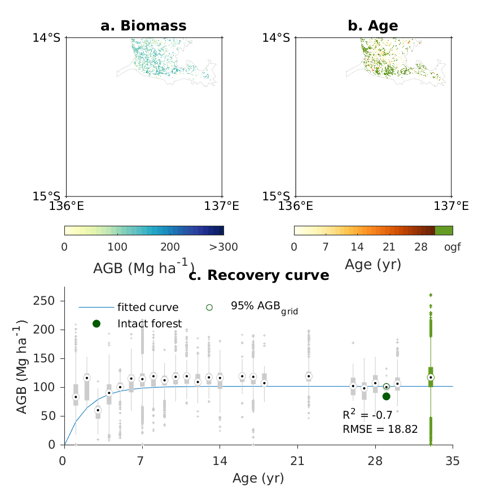 a. Biomass
b. Age
14°S
14°S
15°S
15°S
136°E
137°E
136°E
137°E
0
100
200
>300
0
7
14
21
28
ogf
AGB (Mg ha⁻¹)
Age (yr)
c. Recovery curve
fitted curve
95% AGB_grid
Intact forest
250
200
150
100
50
0
AGB (Mg ha⁻¹)
R² = -0.7
RMSE = 18.82
0
7
14
21
28
35
Age (yr)